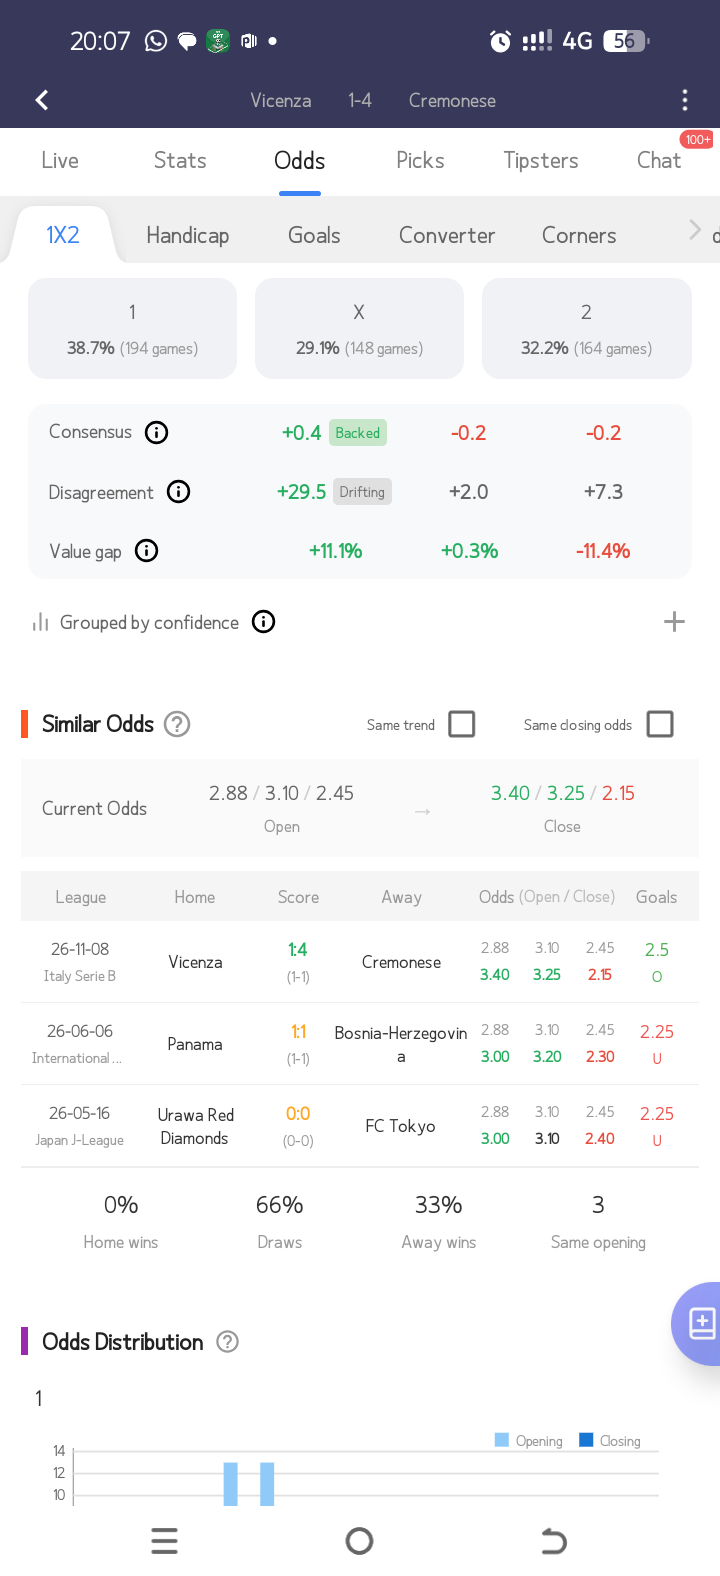 20:07 GPT 4G 56
Vicenza 1-4 Cremonese
100+
Live Stats Odds Picks Tipsters Chat
1X2 Handicap Goals Converter Corners d
1 X 2
38.7% (194 games) 29.1% (148 games) 32.2% (164 games)
Consensus +0.4 Backed -0.2 -0.2
Disagreement +29.5 Drifting +2.0 +7.3
Value gap +11.1% +0.3% -11.4%
Grouped by confidence
Similar Odds Same trend Same closing odds
Current Odds 2.88 / 3.10 / 2.45 → 3.40 / 3.25 / 2.15
Open Close
League Home Score Away Odds (Open / Close) Goals
26-11-08 Vicenza 1:4 Cremonese 2.88 3.10 2.45 2.5
Italy Serie B (1-1) 3.40 3.25 2.15 O
26-06-06 Panama 1:1 Bosnia-Herzegovin 2.88 3.10 2.45 2.25
International ... (1-1) a 3.00 3.20 2.30 U
26-05-16 Urawa Red 0:0 FC Tokyo 2.88 3.10 2.45 2.25
Japan J-League Diamonds (0-0) 3.00 3.10 2.40 U
0% 66% 33% 3
Home wins Draws Away wins Same opening
Odds Distribution
1
Opening Closing
14
12
10